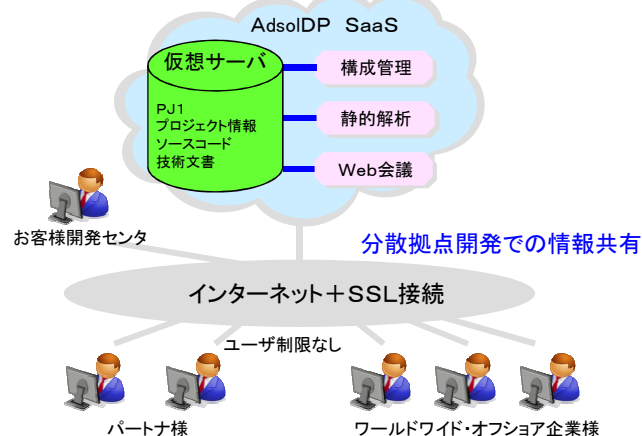 AdsolDP SaaS
仮想サーバ
PJ1
プロジェクト情報
ソースコード
技術文書
構成管理
静的解析
Web会議
お客様開発センタ
分散拠点開発での情報共有
インターネット＋SSL接続
ユーザ制限なし
パートナ様
ワールドワイド・オフショア企業様